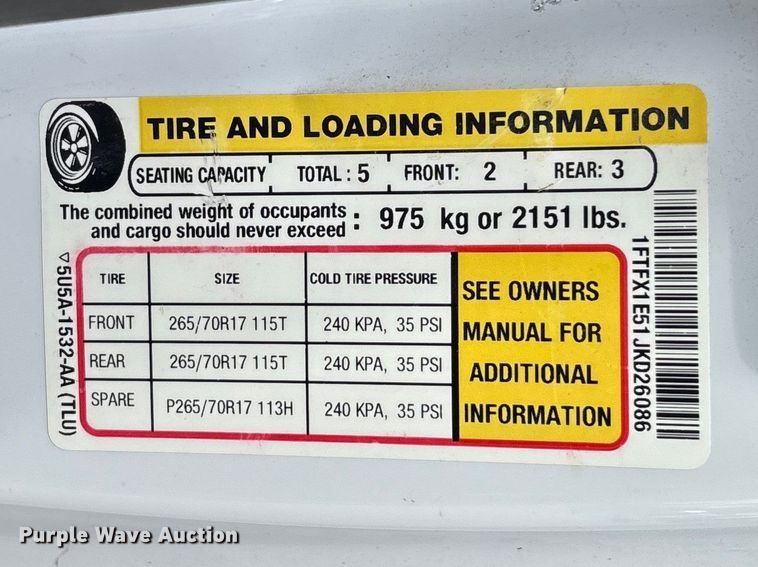 TIRE AND LOADING INFORMATION
SEATING CAPACITY TOTAL : 5 FRONT: 2 REAR: 3
The combined weight of occupants
and cargo should never exceed : 975 kg or 2151 lbs.
TIRE SIZE COLD TIRE PRESSURE
FRONT 265/70R17 115T 240 KPA, 35 PSI
REAR 265/70R17 115T 240 KPA, 35 PSI
SPARE P265/70R17 113H 240 KPA, 35 PSI
SEE OWNERS
MANUAL FOR
ADDITIONAL
INFORMATION
5U5A-1532-AA (TLU)
1FTFX1E51JKD26086
Purple Wave Auction